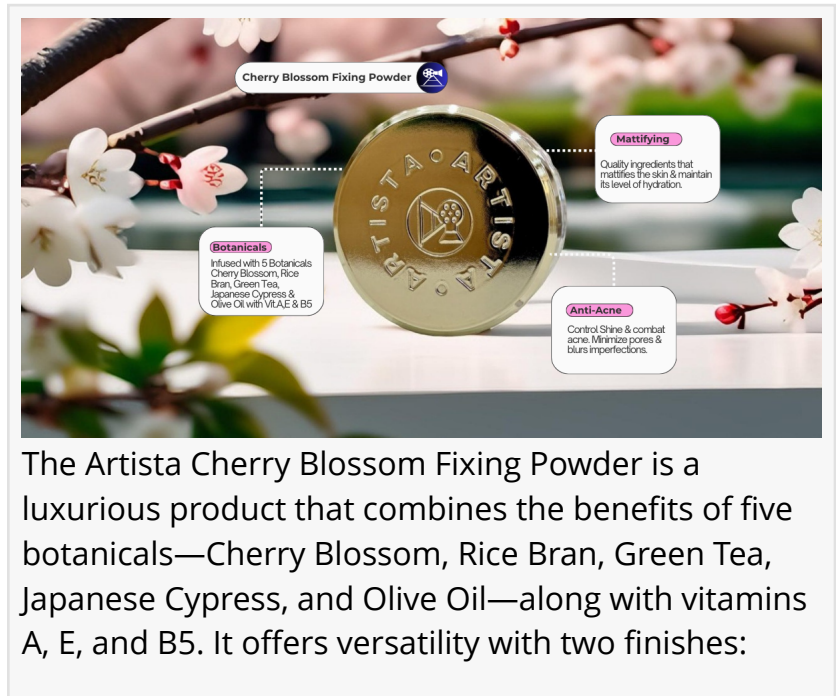 Cherry Blossom Fixing Powder
ARTISTA ARTISTA
Mattifying
Quality ingredients that
mattifies the skin & maintain
its level of hydration.
Botanicals
Infused with 5 Botanicals
Cherry Blossom, Rice
Bran, Green Tea,
Japanese Cypress &
Olive Oil with Vit.A,E & B5
Anti-Acne
Control Shine & combat
acne. Minimize pores &
blurs imperfections.
The Artista Cherry Blossom Fixing Powder is a
luxurious product that combines the benefits of five
botanicals—Cherry Blossom, Rice Bran, Green Tea,
Japanese Cypress, and Olive Oil—along with vitamins
A, E, and B5. It offers versatility with two finishes: